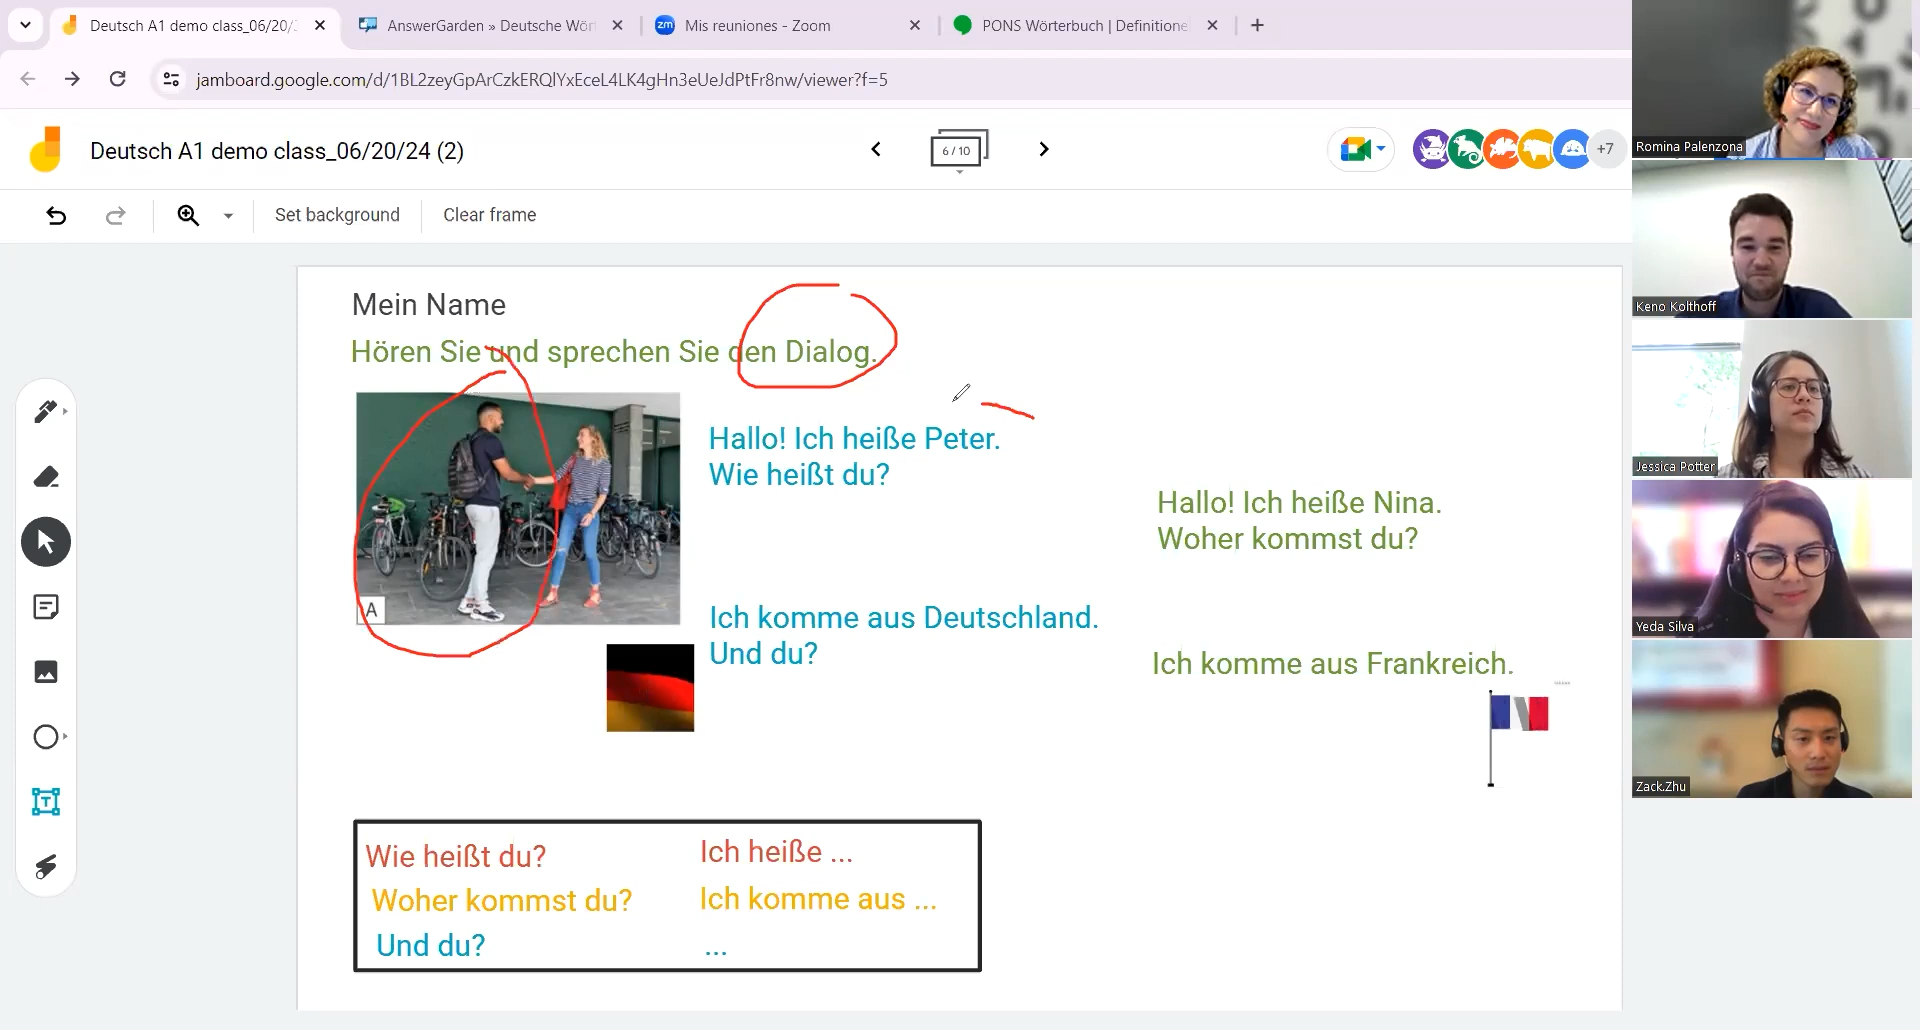 Deutsch A1 demo class_06/20/2
AnswerGarden » Deutsche Wör
zm
Mis reuniones - Zoom
PONS Wörterbuch | Definitione
jamboard.google.com/d/1BL2zeyGpArCzkERQlYxEceL4LK4gHn3eUeJdPtFr8nw/viewer?f=5
Deutsch A1 demo class_06/20/24 (2)
6 / 10
+7
Set background
Clear frame
Mein Name
Hören Sie und sprechen Sie den Dialog.
Hallo! Ich heiße Peter.
Wie heißt du?
Hallo! Ich heiße Nina.
Woher kommst du?
A
Ich komme aus Deutschland.
Und du?
Ich komme aus Frankreich.
Wie heißt du?
Ich heiße ...
Woher kommst du?
Ich komme aus ...
Und du?
...
Romina Palenzona
Keno Kolthoff
Jessica Potter
Yeda Silva
Zack.Zhu